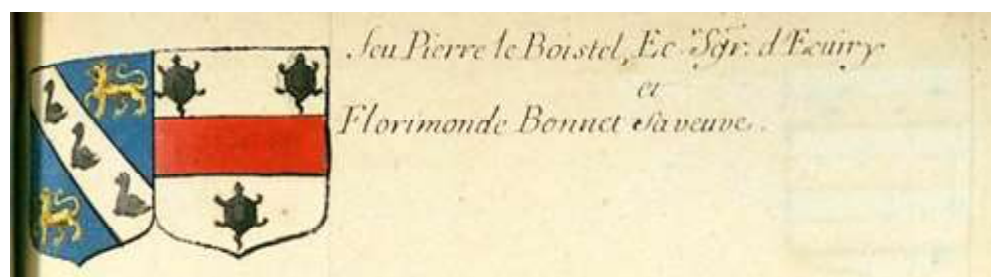 feu Pierre le Boistel, Ec.^r Sgr. d'Ecuiry
et
Florimonde Bonnet sa veuve.